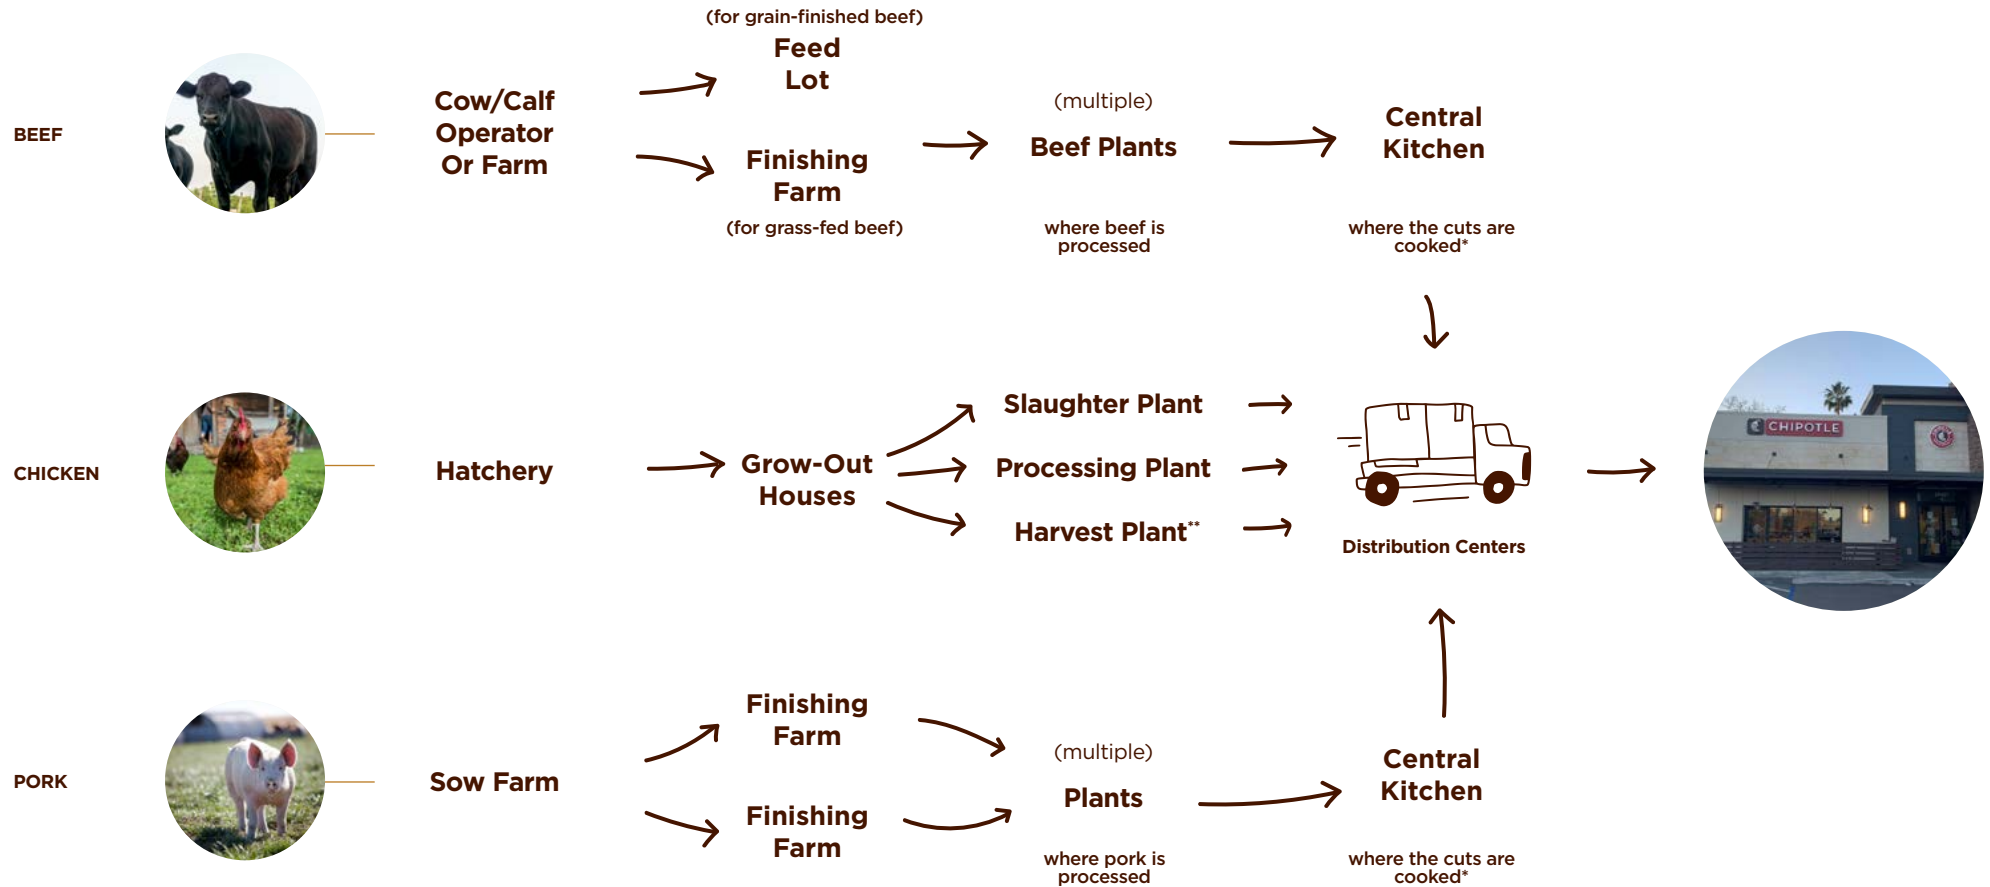 BEEF
Cow/Calf
Operator
Or Farm
(for grain-finished beef)
Feed
Lot
Finishing
Farm
(for grass-fed beef)
(multiple)
Beef Plants
where beef is
processed
Central
Kitchen
where the cuts are
cooked*
CHICKEN
Hatchery
Grow-Out
Houses
Slaughter Plant
Processing Plant
Harvest Plant**
Distribution Centers
CHIPOTLE
PORK
Sow Farm
Finishing
Farm
Finishing
Farm
(multiple)
Plants
where pork is
processed
Central
Kitchen
where the cuts are
cooked*